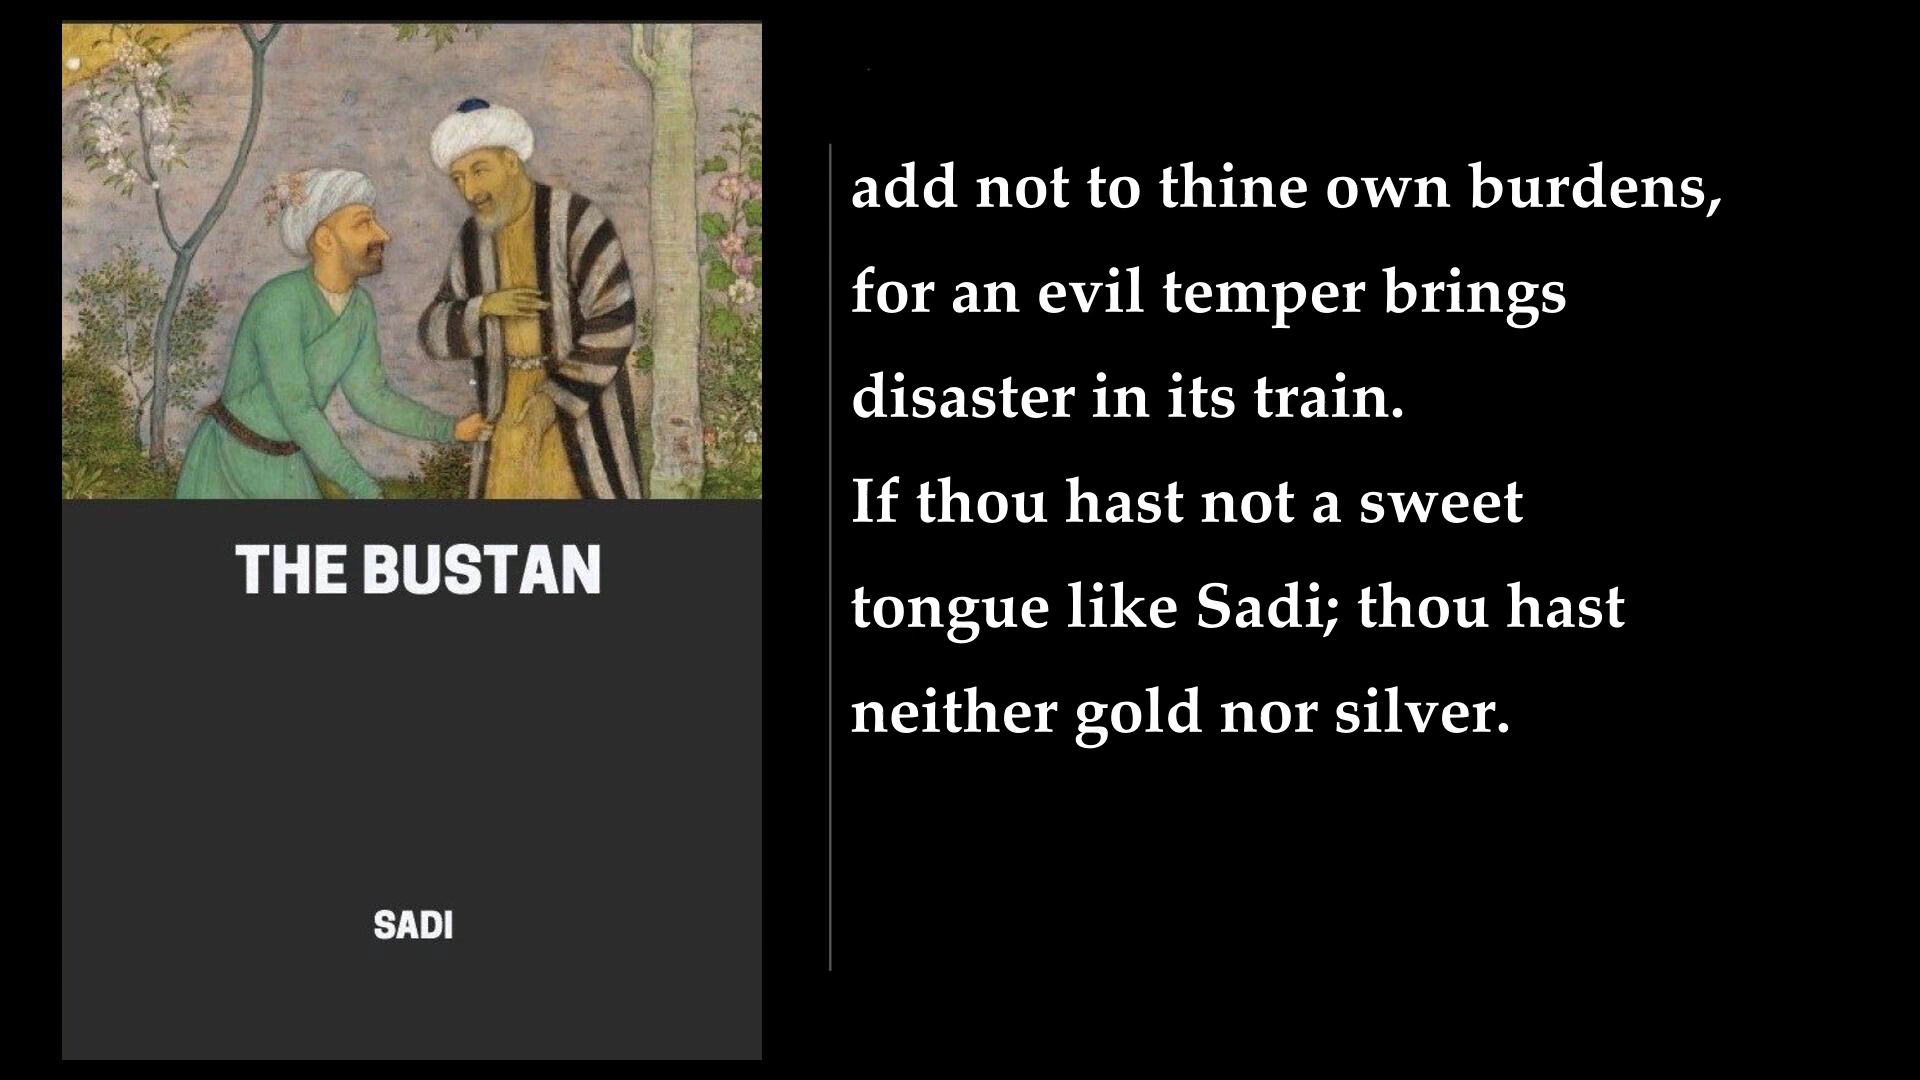 THE BUSTAN
SADI
add not to thine own burdens,
for an evil temper brings
disaster in its train.
If thou hast not a sweet
tongue like Sadi; thou hast
neither gold nor silver.